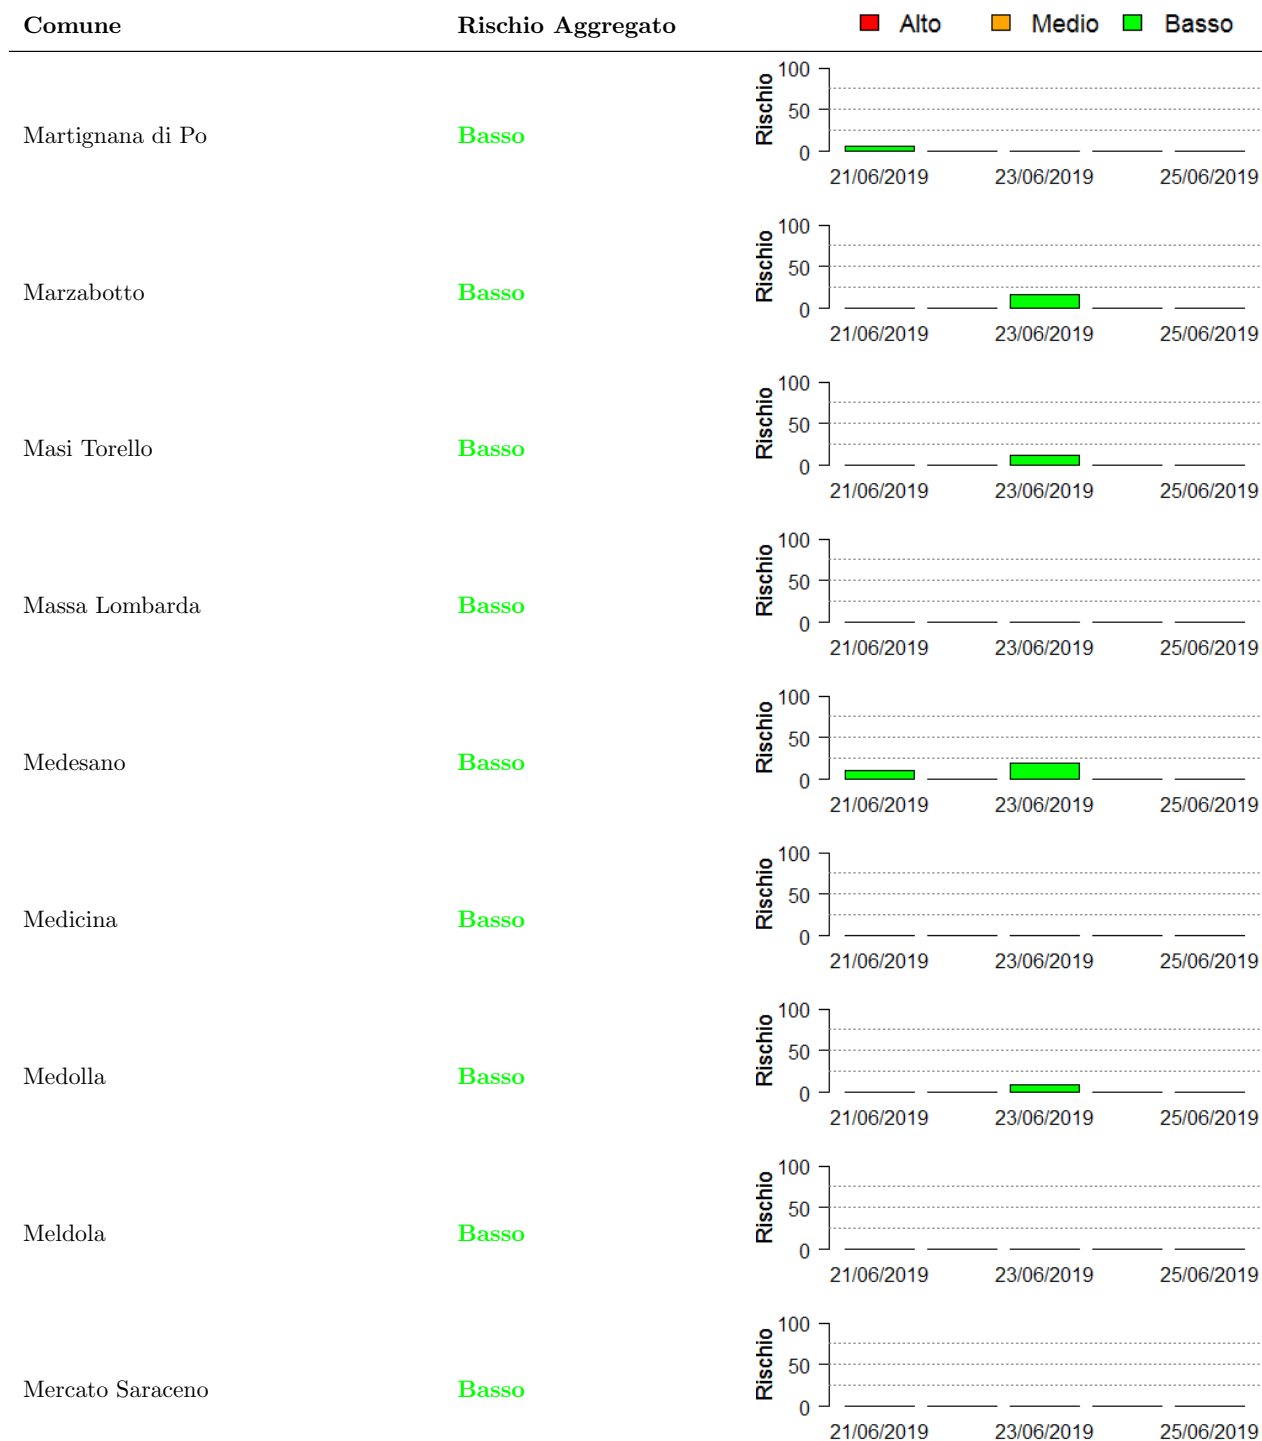 Comune Rischio Aggregato Alto Medio Basso
100
50
0
Rischio
Martignana di Po Basso
21/06/2019 23/06/2019 25/06/2019
100
50
0
Rischio
Marzabotto Basso
21/06/2019 23/06/2019 25/06/2019
100
50
0
Rischio
Masi Torello Basso
21/06/2019 23/06/2019 25/06/2019
100
50
0
Rischio
Massa Lombarda Basso
21/06/2019 23/06/2019 25/06/2019
100
50
0
Rischio
Medesano Basso
21/06/2019 23/06/2019 25/06/2019
100
50
0
Rischio
Medicina Basso
21/06/2019 23/06/2019 25/06/2019
100
50
0
Rischio
Medolla Basso
21/06/2019 23/06/2019 25/06/2019
100
50
0
Rischio
Meldola Basso
21/06/2019 23/06/2019 25/06/2019
100
50
0
Rischio
Mercato Saraceno Basso
21/06/2019 23/06/2019 25/06/2019